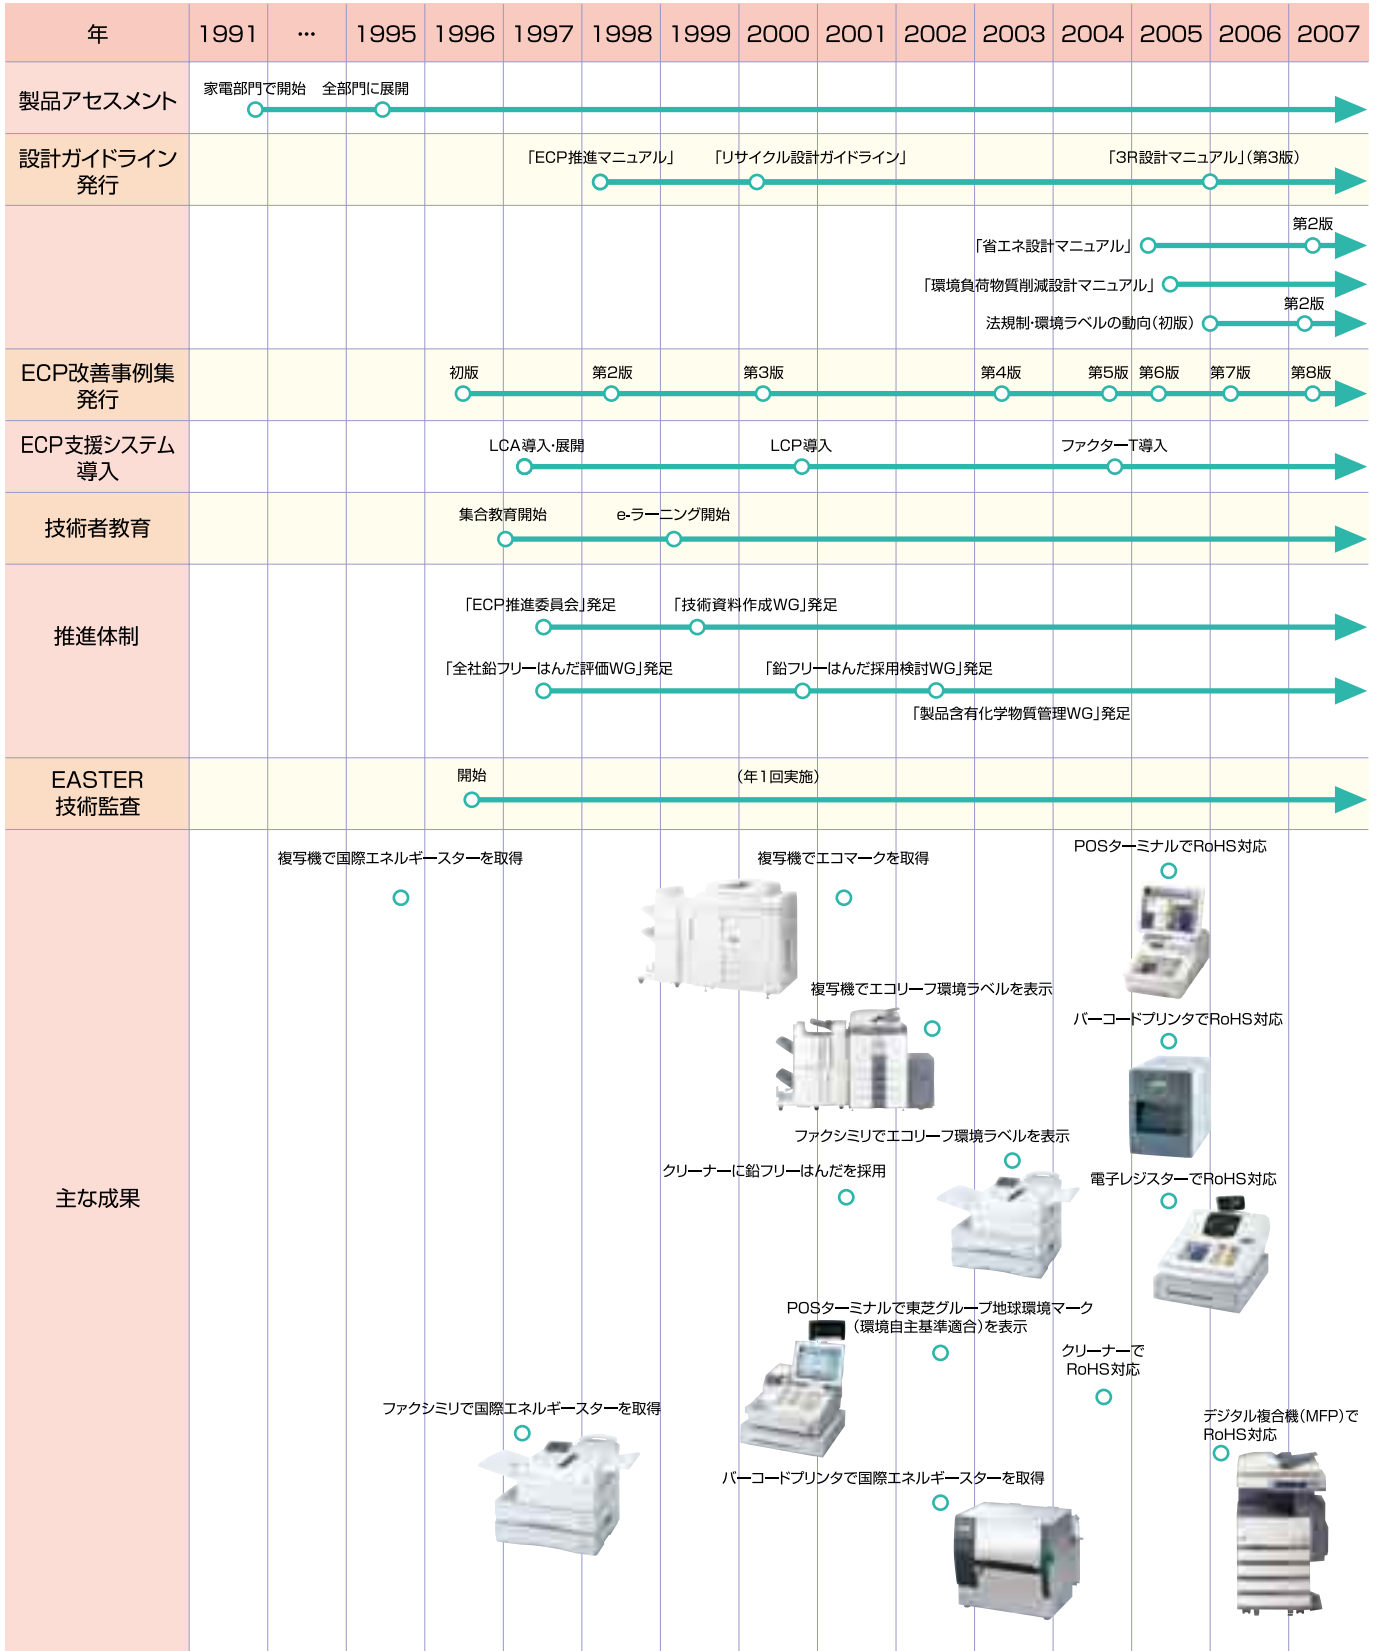 年 1991 … 1995 1996 1997 1998 1999 2000 2001 2002 2003 2004 2005 2006 2007
製品アセスメント
家電部門で開始 全部門に展開
設計ガイドライン
発行
「ECP推進マニュアル」 「リサイクル設計ガイドライン」 「3R設計マニュアル」(第3版)
第2版
「省エネ設計マニュアル」
「環境負荷物質削減設計マニュアル」
第2版
法規制・環境ラベルの動向(初版)
ECP改善事例集
発行
初版 第2版 第3版 第4版 第5版 第6版 第7版 第8版
ECP支援システム
導入
LCA導入・展開 LCP導入 ファクターT導入
技術者教育
集合教育開始 e-ラーニング開始
推進体制
「ECP推進委員会」発足 「技術資料作成WG」発足
「全社鉛フリーはんだ評価WG」発足 「鉛フリーはんだ採用検討WG」発足
「製品含有化学物質管理WG」発足
EASTER
技術監査
開始 (年1回実施)
主な成果
複写機で国際エネルギースターを取得 複写機でエコマークを取得 POSターミナルでRoHS対応
複写機でエコリーフ環境ラベルを表示
バーコードプリンタでRoHS対応
ファクシミリでエコリーフ環境ラベルを表示
クリーナーに鉛フリーはんだを採用
電子レジスターでRoHS対応
POSターミナルで東芝グループ地球環境マーク
(環境自主基準適合)を表示
クリーナーで
RoHS対応
ファクシミリで国際エネルギースターを取得
デジタル複合機(MFP)で
RoHS対応
バーコードプリンタで国際エネルギースターを取得